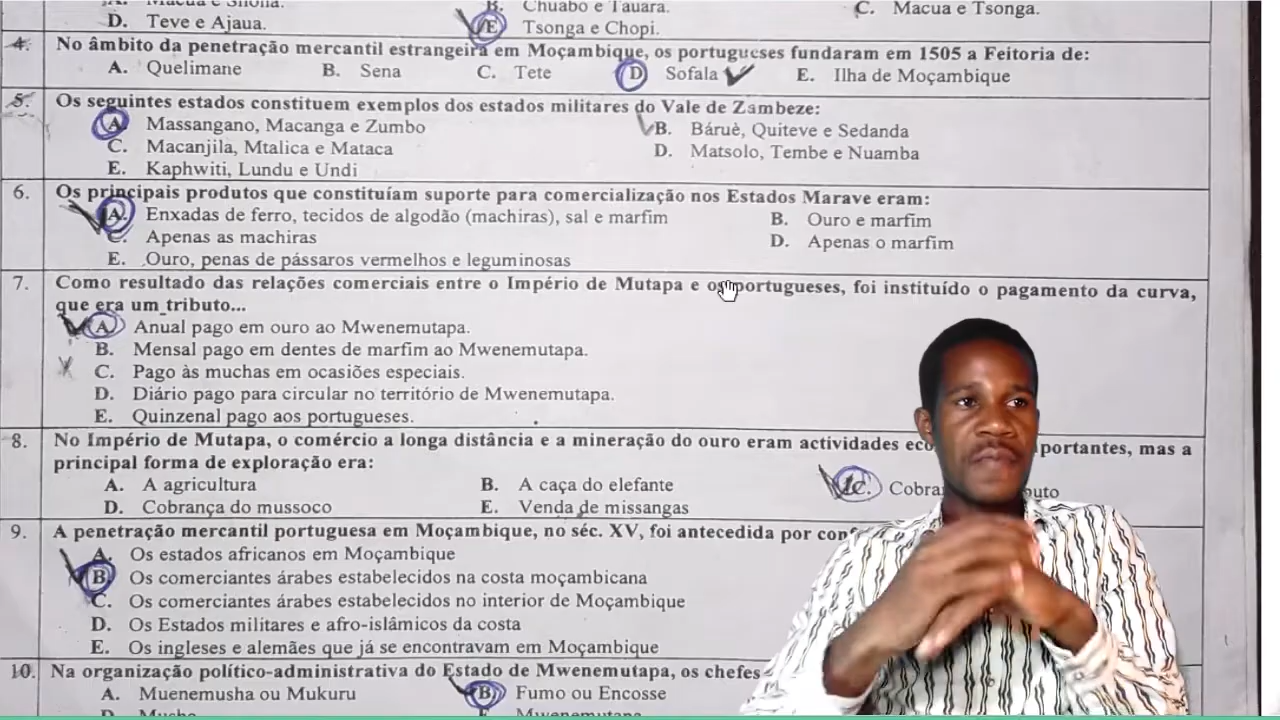 B. Chuabo e Tauara. C. Macua e Tsonga.
D. Teve e Ajaua. E Tsonga e Chopi.
4. No âmbito da penetração mercantil estrangeira em Moçambique, os portugueses fundaram em 1505 a Feitoria de:
A. Quelimane B. Sena C. Tete D Sofala E. Ilha de Moçambique
5. Os seguintes estados constituem exemplos dos estados militares do Vale de Zambeze:
A. Massangano, Macanga e Zumbo B. Báruè, Quiteve e Sedanda
C. Macanjila, Mtalica e Mataca D. Matsolo, Tembe e Nuamba
E. Kaphwiti, Lundu e Undi
6. Os principais produtos que constituíam suporte para comercialização nos Estados Marave eram:
A. Enxadas de ferro, tecidos de algodão (machiras), sal e marfim B. Ouro e marfim
C. Apenas as machiras D. Apenas o marfim
E. Ouro, penas de pássaros vermelhos e leguminosas
7. Como resultado das relações comerciais entre o Império de Mutapa e os portugueses, foi instituído o pagamento da curva,
que era um tributo...
A Anual pago em ouro ao Mwenemutapa.
B. Mensal pago em dentes de marfim ao Mwenemutapa.
C. Pago às muchas em ocasiões especiais.
D. Diário pago para circular no território de Mwenemutapa.
E. Quinzenal pago aos portugueses.
8. No Império de Mutapa, o comércio a longa distância e a mineração do ouro eram actividades eco portantes, mas a
principal forma de exploração era:
A. A agricultura B. A caça do elefante C. Cobra
D. Cobrança do mussoco E. Venda de missangas
9. A penetração mercantil portuguesa em Moçambique, no séc. XV, foi antecedida por
A. Os estados africanos em Moçambique
B Os comerciantes árabes estabelecidos na costa moçambicana
C. Os comerciantes árabes estabelecidos no interior de Moçambique
D. Os Estados militares e afro-islâmicos da costa
E. Os ingleses e alemães que já se encontravam em Moçambique
10. Na organização político-administrativa do Estado de Mwenemutapa, os chefes
A. Muenemusha ou Mukuru B Fumo ou Encosse